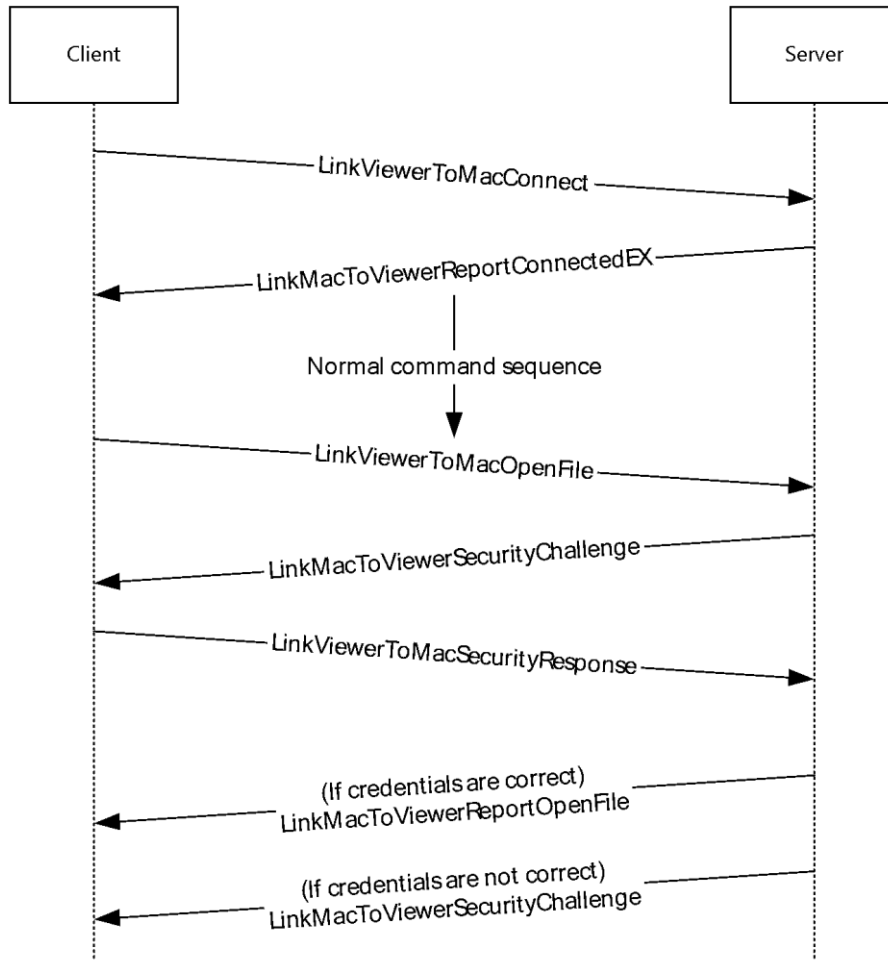 Client
Server
LinkViewerToMacConnect
LinkMacToViewerReportConnectedEX
Normal command sequence
LinkViewerToMacOpenFile
LinkMacToViewerSecurityChallenge
LinkViewerToMacSecurityResponse
(If credentials are correct)
LinkMacToViewerReportOpenFile
(If credentials are not correct)
LinkMacToViewerSecurityChallenge